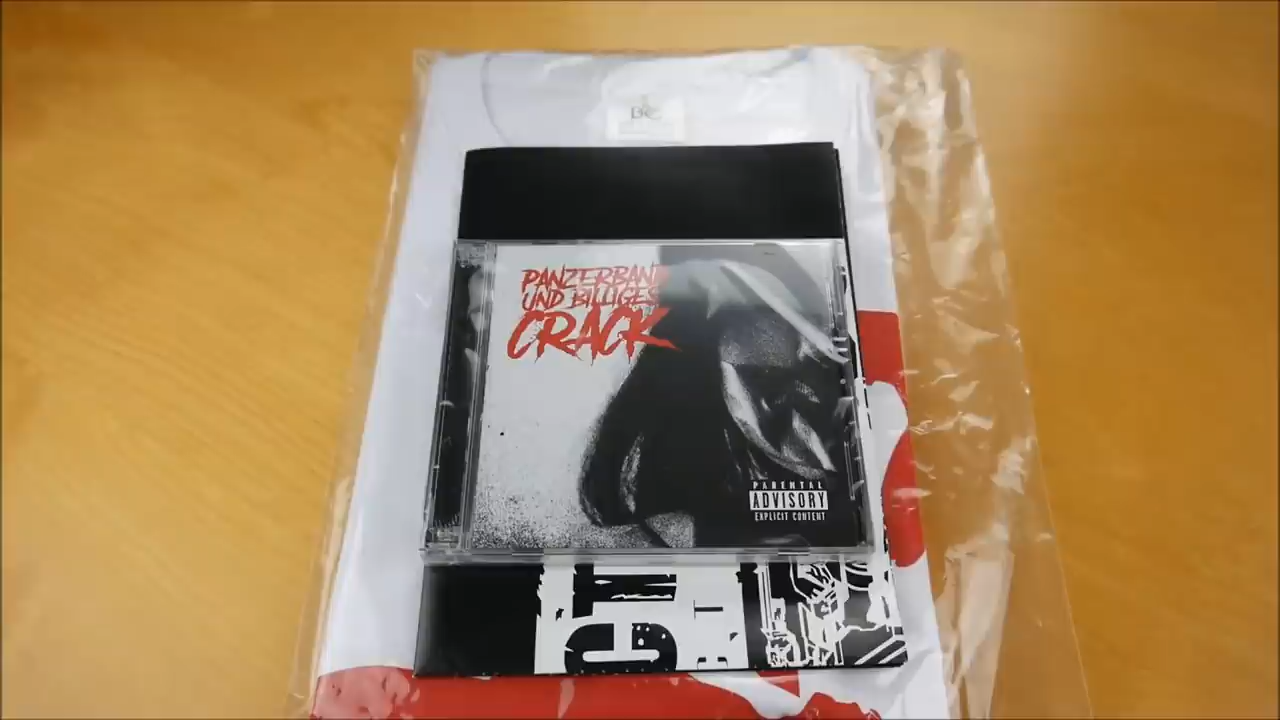 PANZERBAND
UND BILLIGES
CRACK
PARENTAL
ADVISORY
EXPLICIT CONTENT